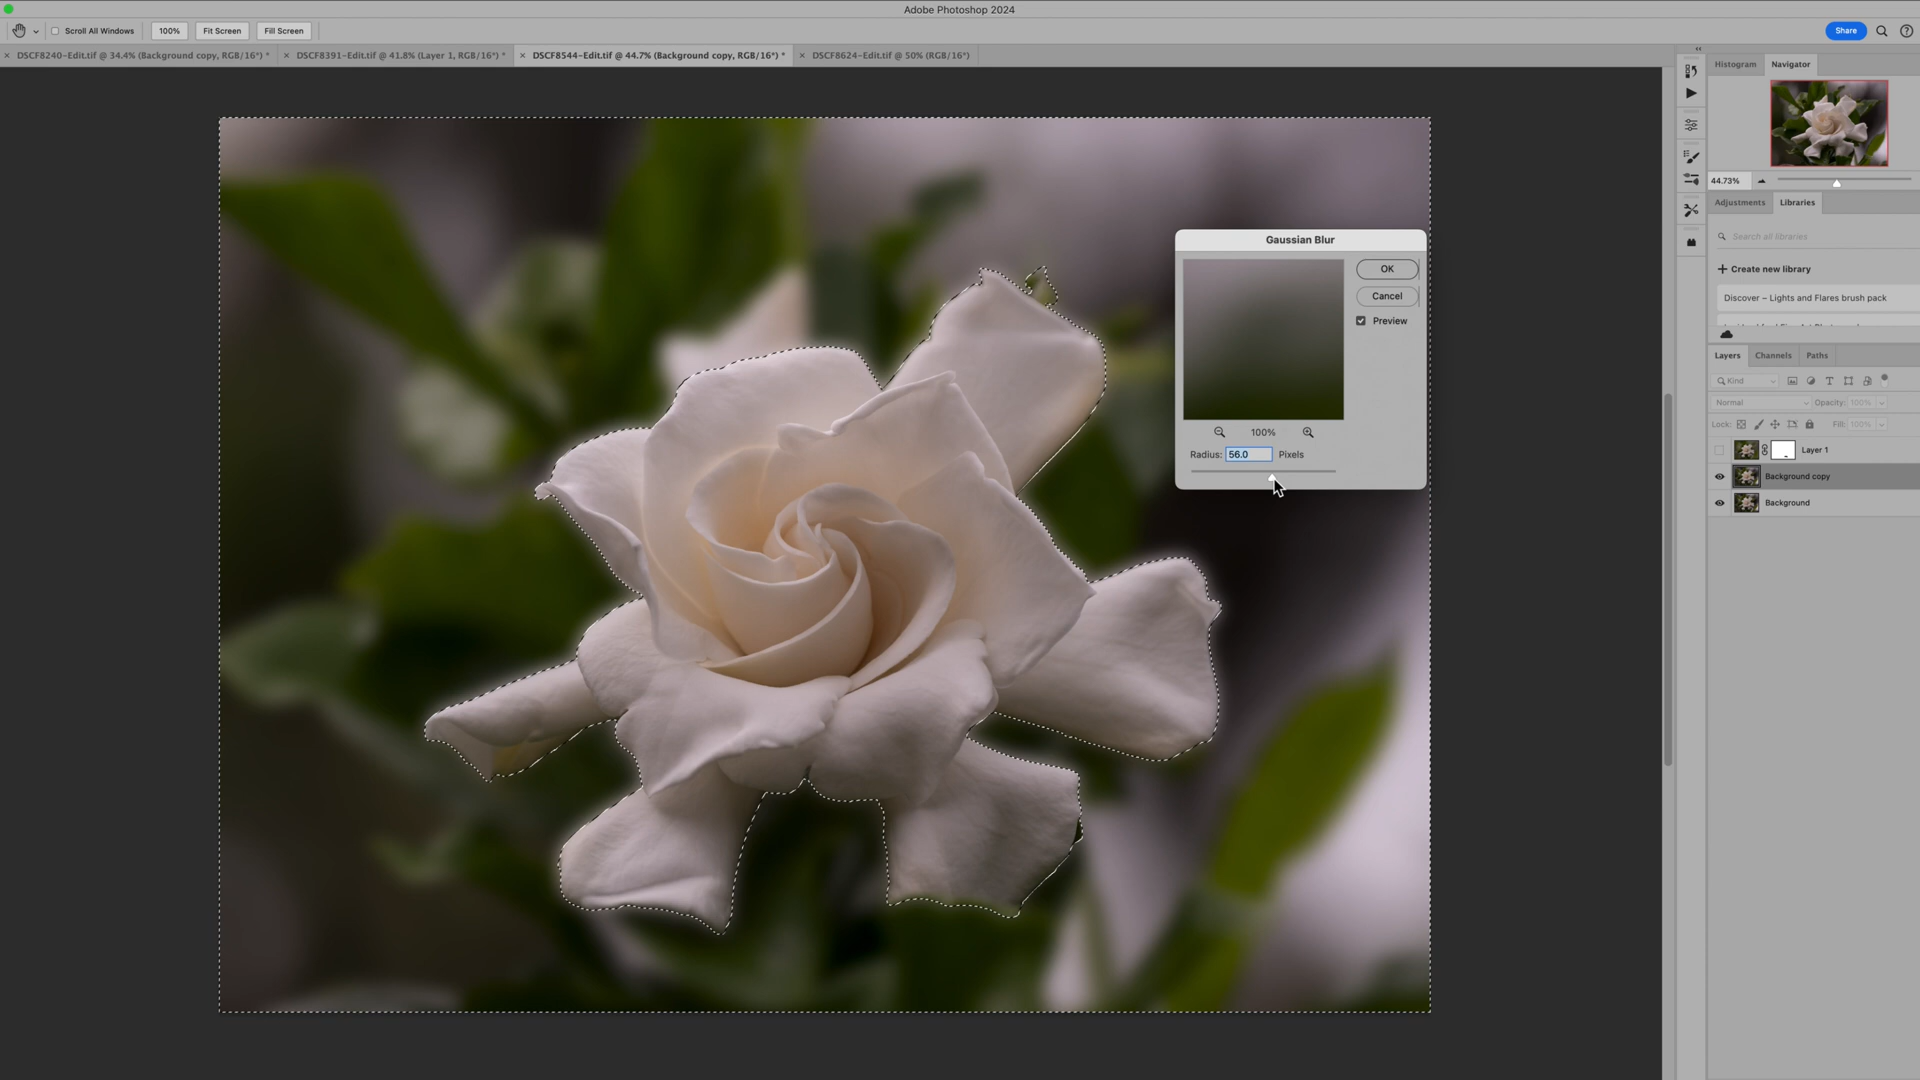 Adobe Photoshop 2024
Scroll All Windows 100% Fit Screen Fill Screen Share
DSCF8240-Edit.tif @ 34.4% (Background copy, RGB/16*) * DSCF8391-Edit.tif @ 41.8% (Layer 1, RGB/16*) * DSCF8544-Edit.tif @ 44.7% (Background copy, RGB/16*) * DSCF8624-Edit.tif @ 50% (RGB/16*)
Histogram Navigator
44.73%
Adjustments Libraries
Search all libraries
+ Create new library
Discover – Lights and Flares brush pack
Layers Channels Paths
Kind
Normal Opacity: 100%
Lock: Fill: 100%
Layer 1
Background copy
Background
Gaussian Blur
OK
Cancel
Preview
100%
Radius: 56.0 Pixels